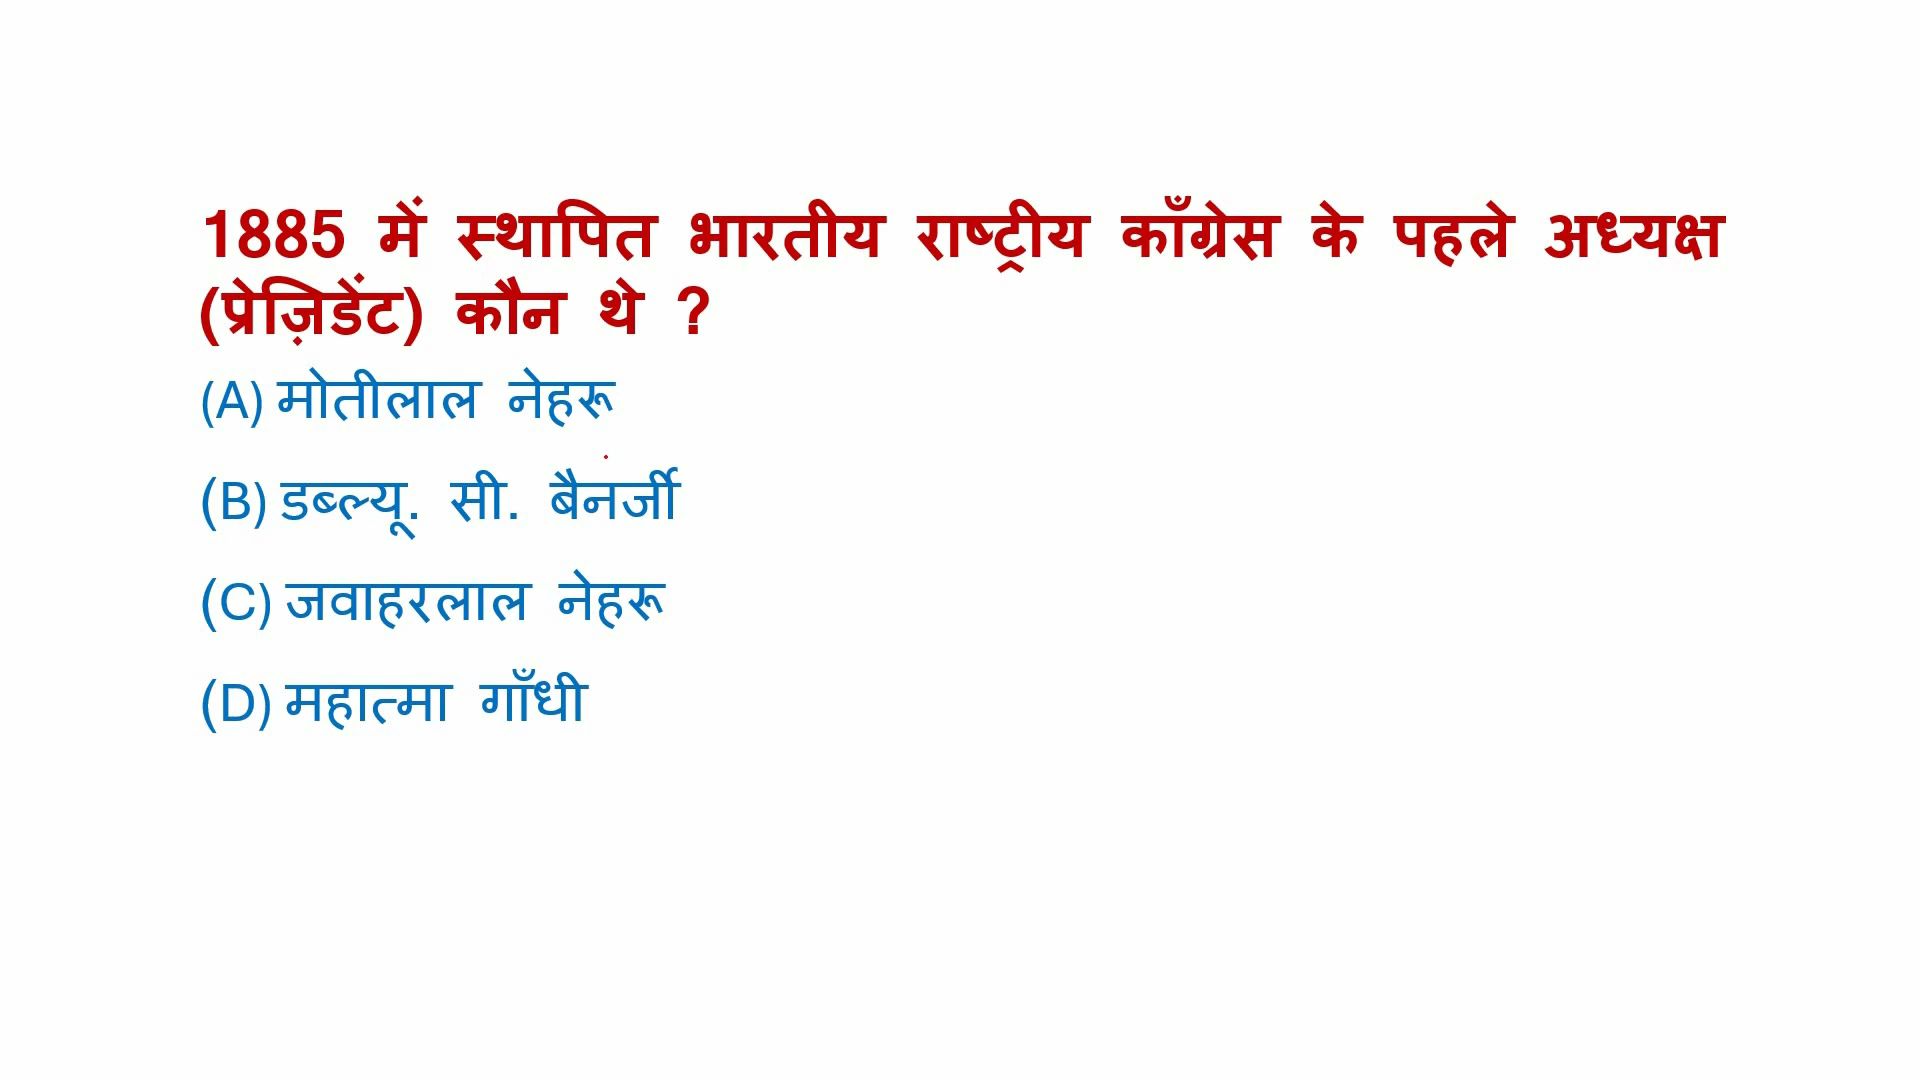 1885 में स्थापित भारतीय राष्ट्रीय काँग्रेस के पहले अध्यक्ष
(प्रेज़िडेंट) कौन थे ?
(A) मोतीलाल नेहरू
(B) डब्ल्यू. सी. बैनर्जी
(C) जवाहरलाल नेहरू
(D) महात्मा गाँधी